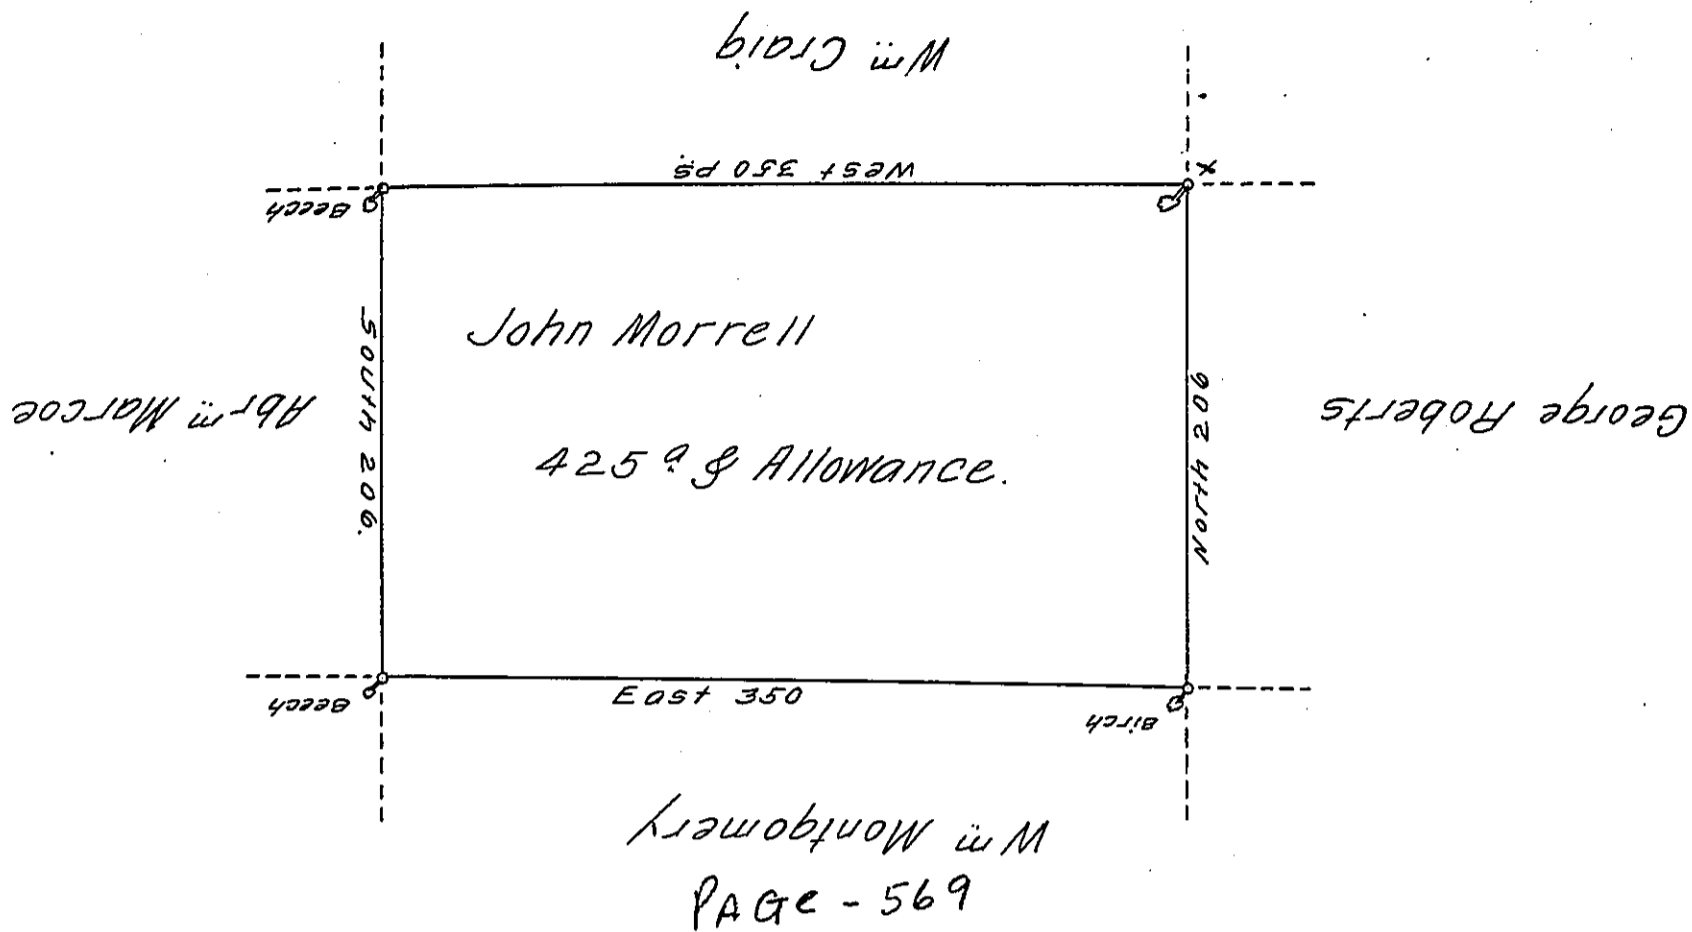 Wm Craig
West 350 ps.
X
Beech
John Morrell
South 206.
North 206
Abrm Marcoe
George Roberts
425 a & Allowance.
East 350
Beech
Birch
Wm Montgomery
PAGe - 569